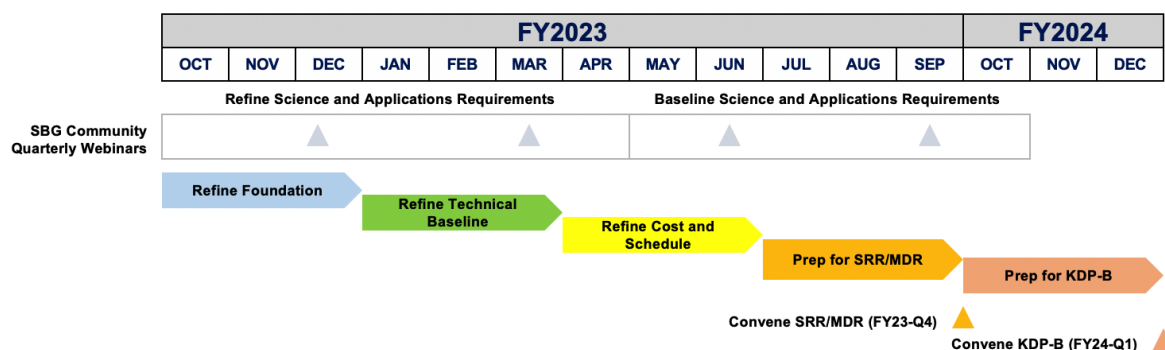 FY2023 FY2024
OCT NOV DEC JAN FEB MAR APR MAY JUN JUL AUG SEP OCT NOV DEC
Refine Science and Applications Requirements Baseline Science and Applications Requirements
SBG Community
Quarterly Webinars
Refine Foundation
Refine Technical
Baseline
Refine Cost and
Schedule
Prep for SRR/MDR
Prep for KDP-B
Convene SRR/MDR (FY23-Q4)
Convene KDP-B (FY24-Q1)